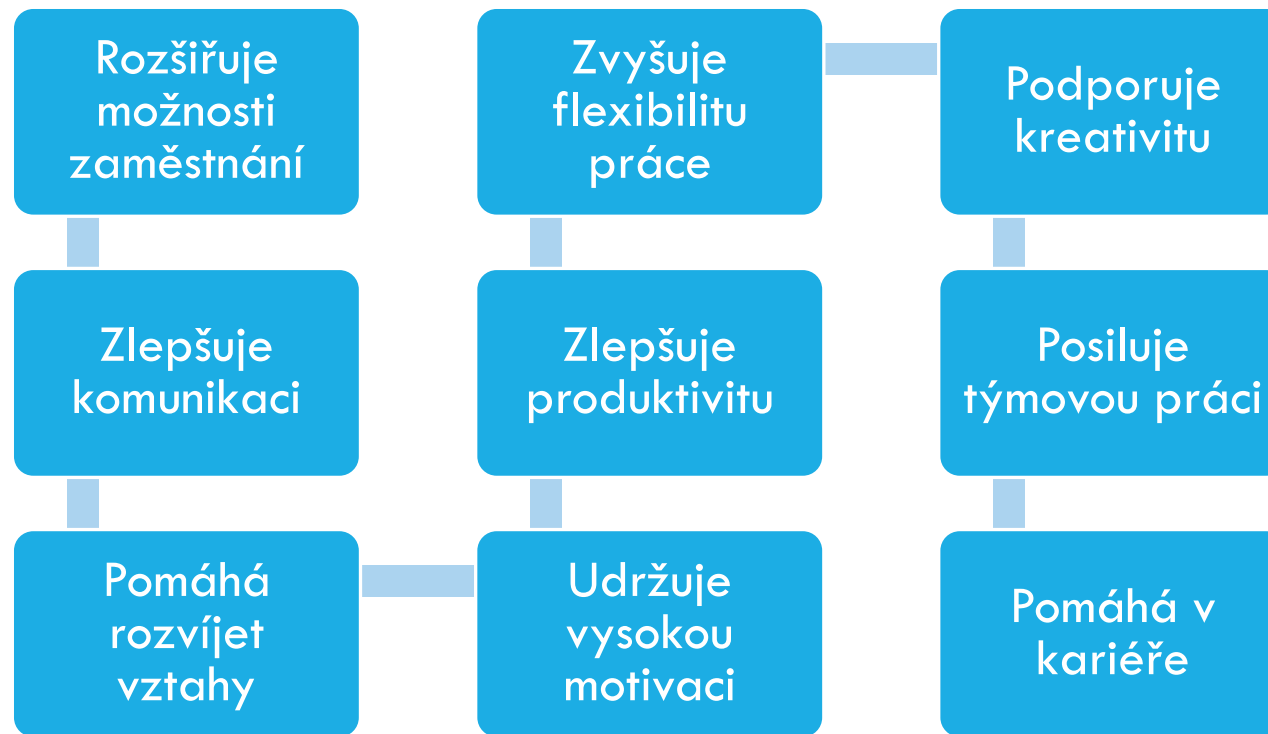 Rozšiřuje
možnosti
zaměstnání
Zlepšuje
komunikaci
Pomáhá
rozvíjet
vztahy
Udržuje
vysokou
motivaci
Zlepšuje
produktivitu
Zvyšuje
flexibilitu
práce
Podporuje
kreativitu
Posiluje
týmovou práci
Pomáhá v
kariéře